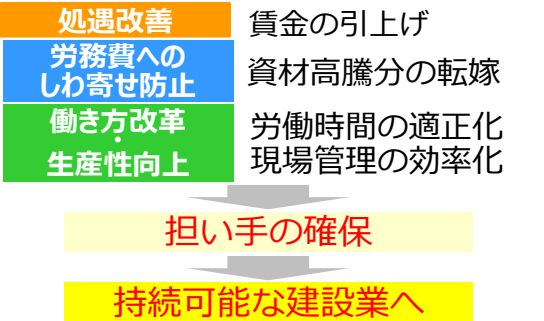 処遇改善
賃金の引上げ
労務費への
しわ寄せ防止
資材高騰分の転嫁
働き方改革
・
生産性向上
労働時間の適正化
現場管理の効率化
担い手の確保
持続可能な建設業へ